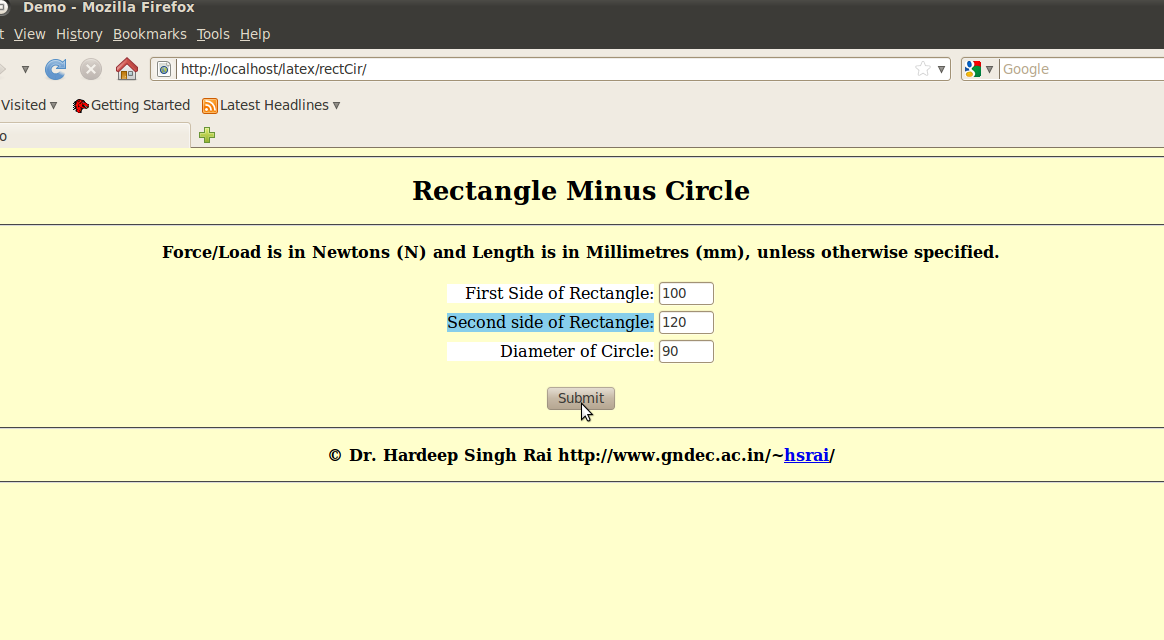 Demo - Mozilla Firefox
t View History Bookmarks Tools Help
http://localhost/latex/rectCir/ Google
Visited Getting Started Latest Headlines
o
Rectangle Minus Circle
Force/Load is in Newtons (N) and Length is in Millimetres (mm), unless otherwise specified.
First Side of Rectangle: 100
Second side of Rectangle: 120
Diameter of Circle: 90
Submit
© Dr. Hardeep Singh Rai http://www.gndec.ac.in/~hsrai/